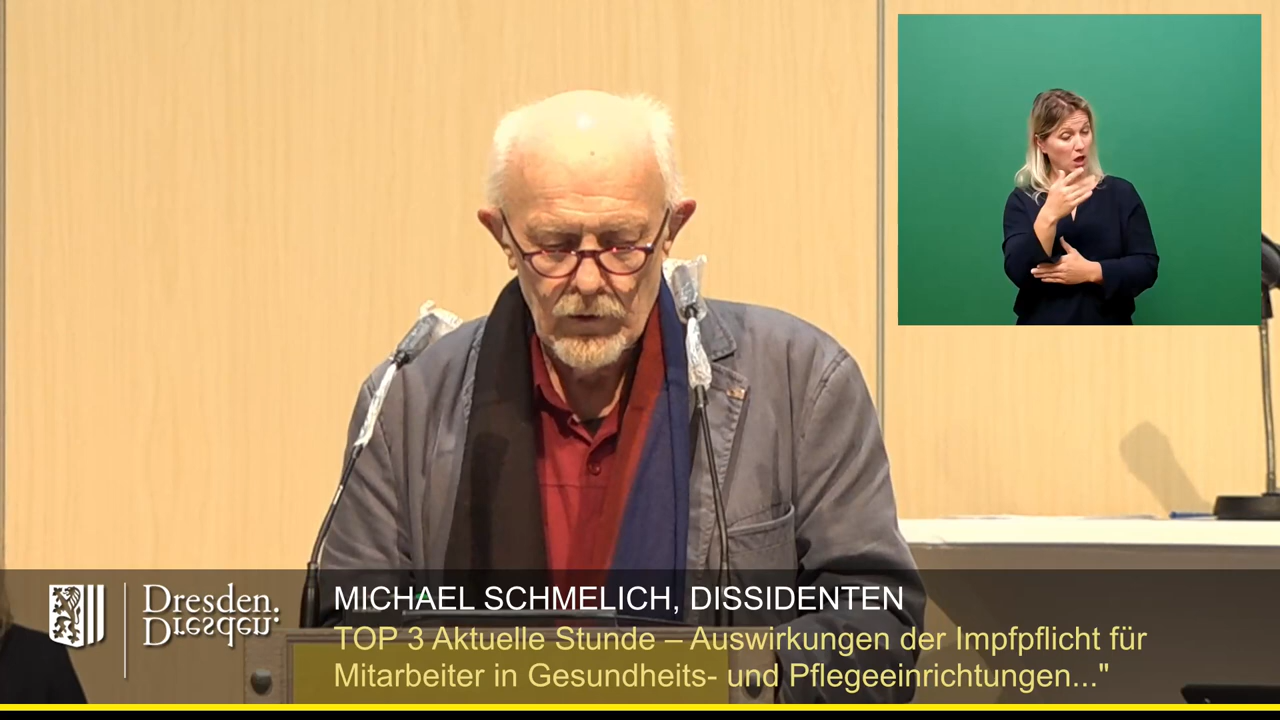 Dresden.
Dresden.
MICHAEL SCHMELICH, DISSIDENTEN
TOP 3 Aktuelle Stunde – Auswirkungen der Impfpflicht für
Mitarbeiter in Gesundheits- und Pflegeeinrichtungen..."